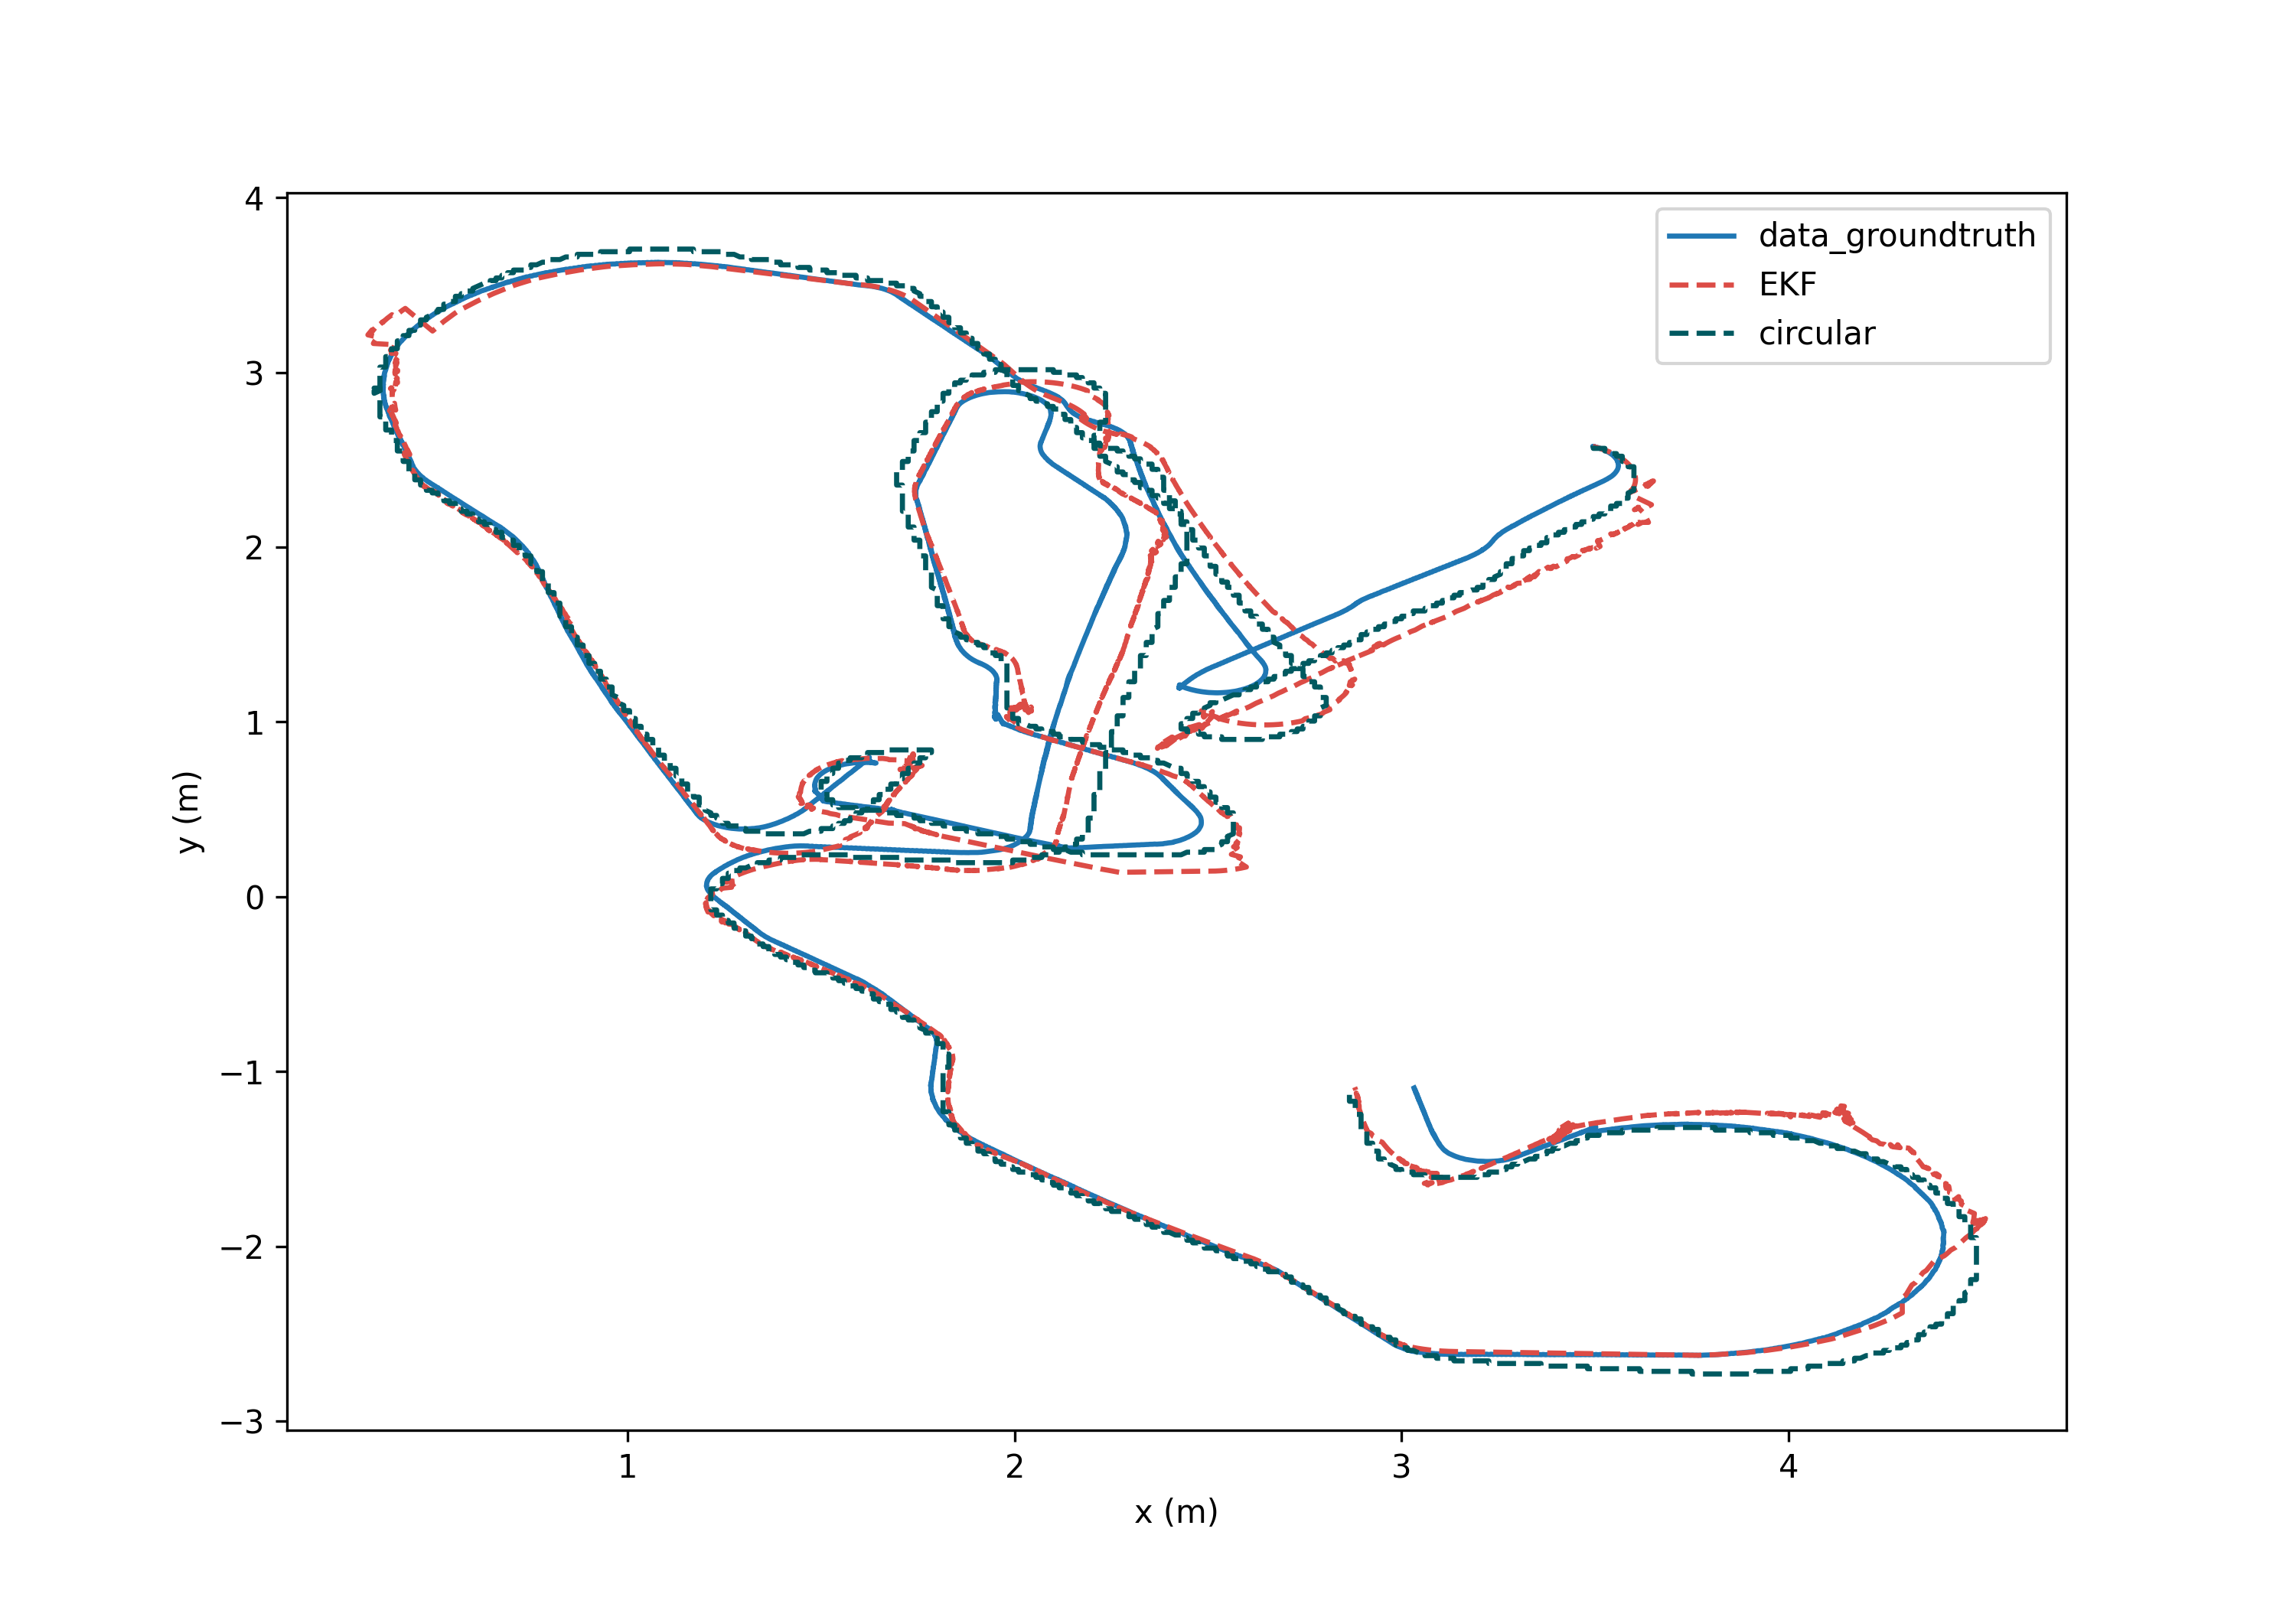 data_groundtruth
EKF
circular
4
3
2
1
0
−1
−2
−3
y (m)
1 2 3 4
x (m)